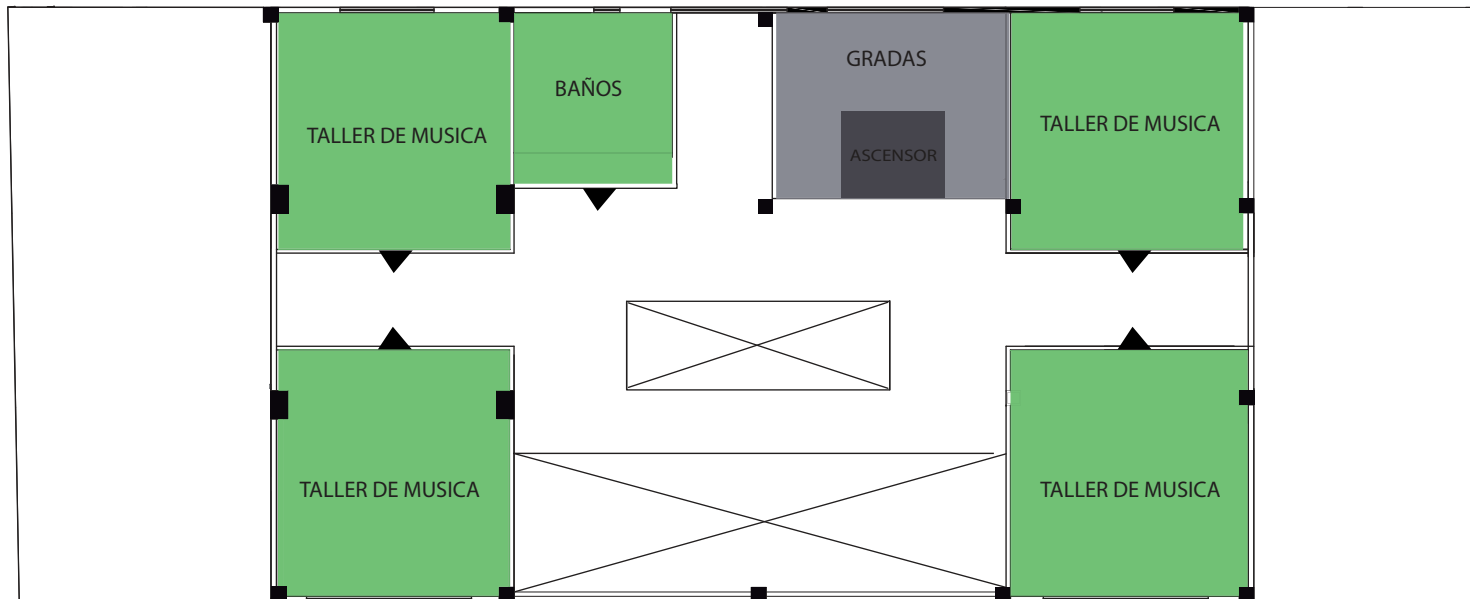 TALLER DE MUSICA
BAÑOS
GRADAS
ASCENSOR
TALLER DE MUSICA
TALLER DE MUSICA
TALLER DE MUSICA